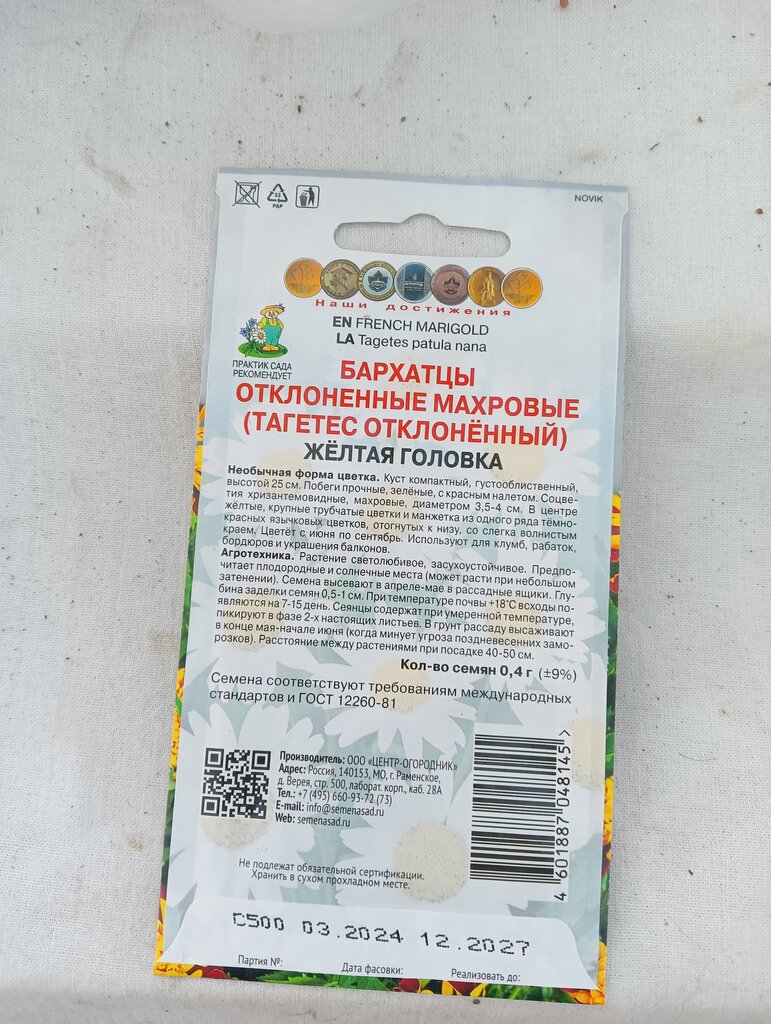 NOVIK
22
PAP
Наши достижения
EN FRENCH MARIGOLD
LA Tagetes patula nana
ПРАКТИК САДА
РЕКОМЕНДУЕТ
БАРХАТЦЫ
ОТКЛОНЕННЫЕ МАХРОВЫЕ
(ТАГЕТЕС ОТКЛОНЁННЫЙ)
ЖЁЛТАЯ ГОЛОВКА
Необычная форма цветка. Куст компактный, густооблиственный,
высотой 25 см. Побеги прочные, зелёные, с красным налетом. Соцве-
тия хризантемовидные, махровые, диаметром 3,5-4 см. В центре
жёлтые, крупные трубчатые цветки и манжетка из одного ряда тёмно-
красных язычковых цветков, отогнутых к низу, со слегка волнистым
краем. Цветёт с июня по сентябрь. Используют для клумб, рабаток,
бордюров и украшения балконов.
Агротехника. Растение светолюбивое, засухоустойчивое. Предпо-
читает плодородные и солнечные места (может расти при небольшом
затенении). Семена высевают в апреле-мае в рассадные ящики. Глу-
бина заделки семян 0,5-1 см. При температуре почвы +18°С всходы по-
являются на 7-15 день. Сеянцы содержат при умеренной температуре,
пикируют в фазе 2-х настоящих листьев. В грунт рассаду высаживают
в конце мая-начале июня (когда минует угроза поздневесенних замо-
розков). Расстояние между растениями при посадке 40-50 см.
Кол-во семян 0,4 г (±9%)
Семена соответствуют требованиям международных
стандартов и ГОСТ 12260-81
Производитель: ООО «ЦЕНТР-ОГОРОДНИК»
Адрес: Россия, 140153, МО, г. Раменское,
д. Верея, стр. 500, лаборат. корп., каб. 28А
Тел.: +7 (495) 660-93-72 (73)
E-mail: info@semenasad.ru
Web: semenasad.ru
4 601887 048145 >
Не подлежат обязательной сертификации.
Хранить в сухом прохладном месте.
С500 03.2024 12.2027
Партия №: Дата фасовки: Реализовать до: